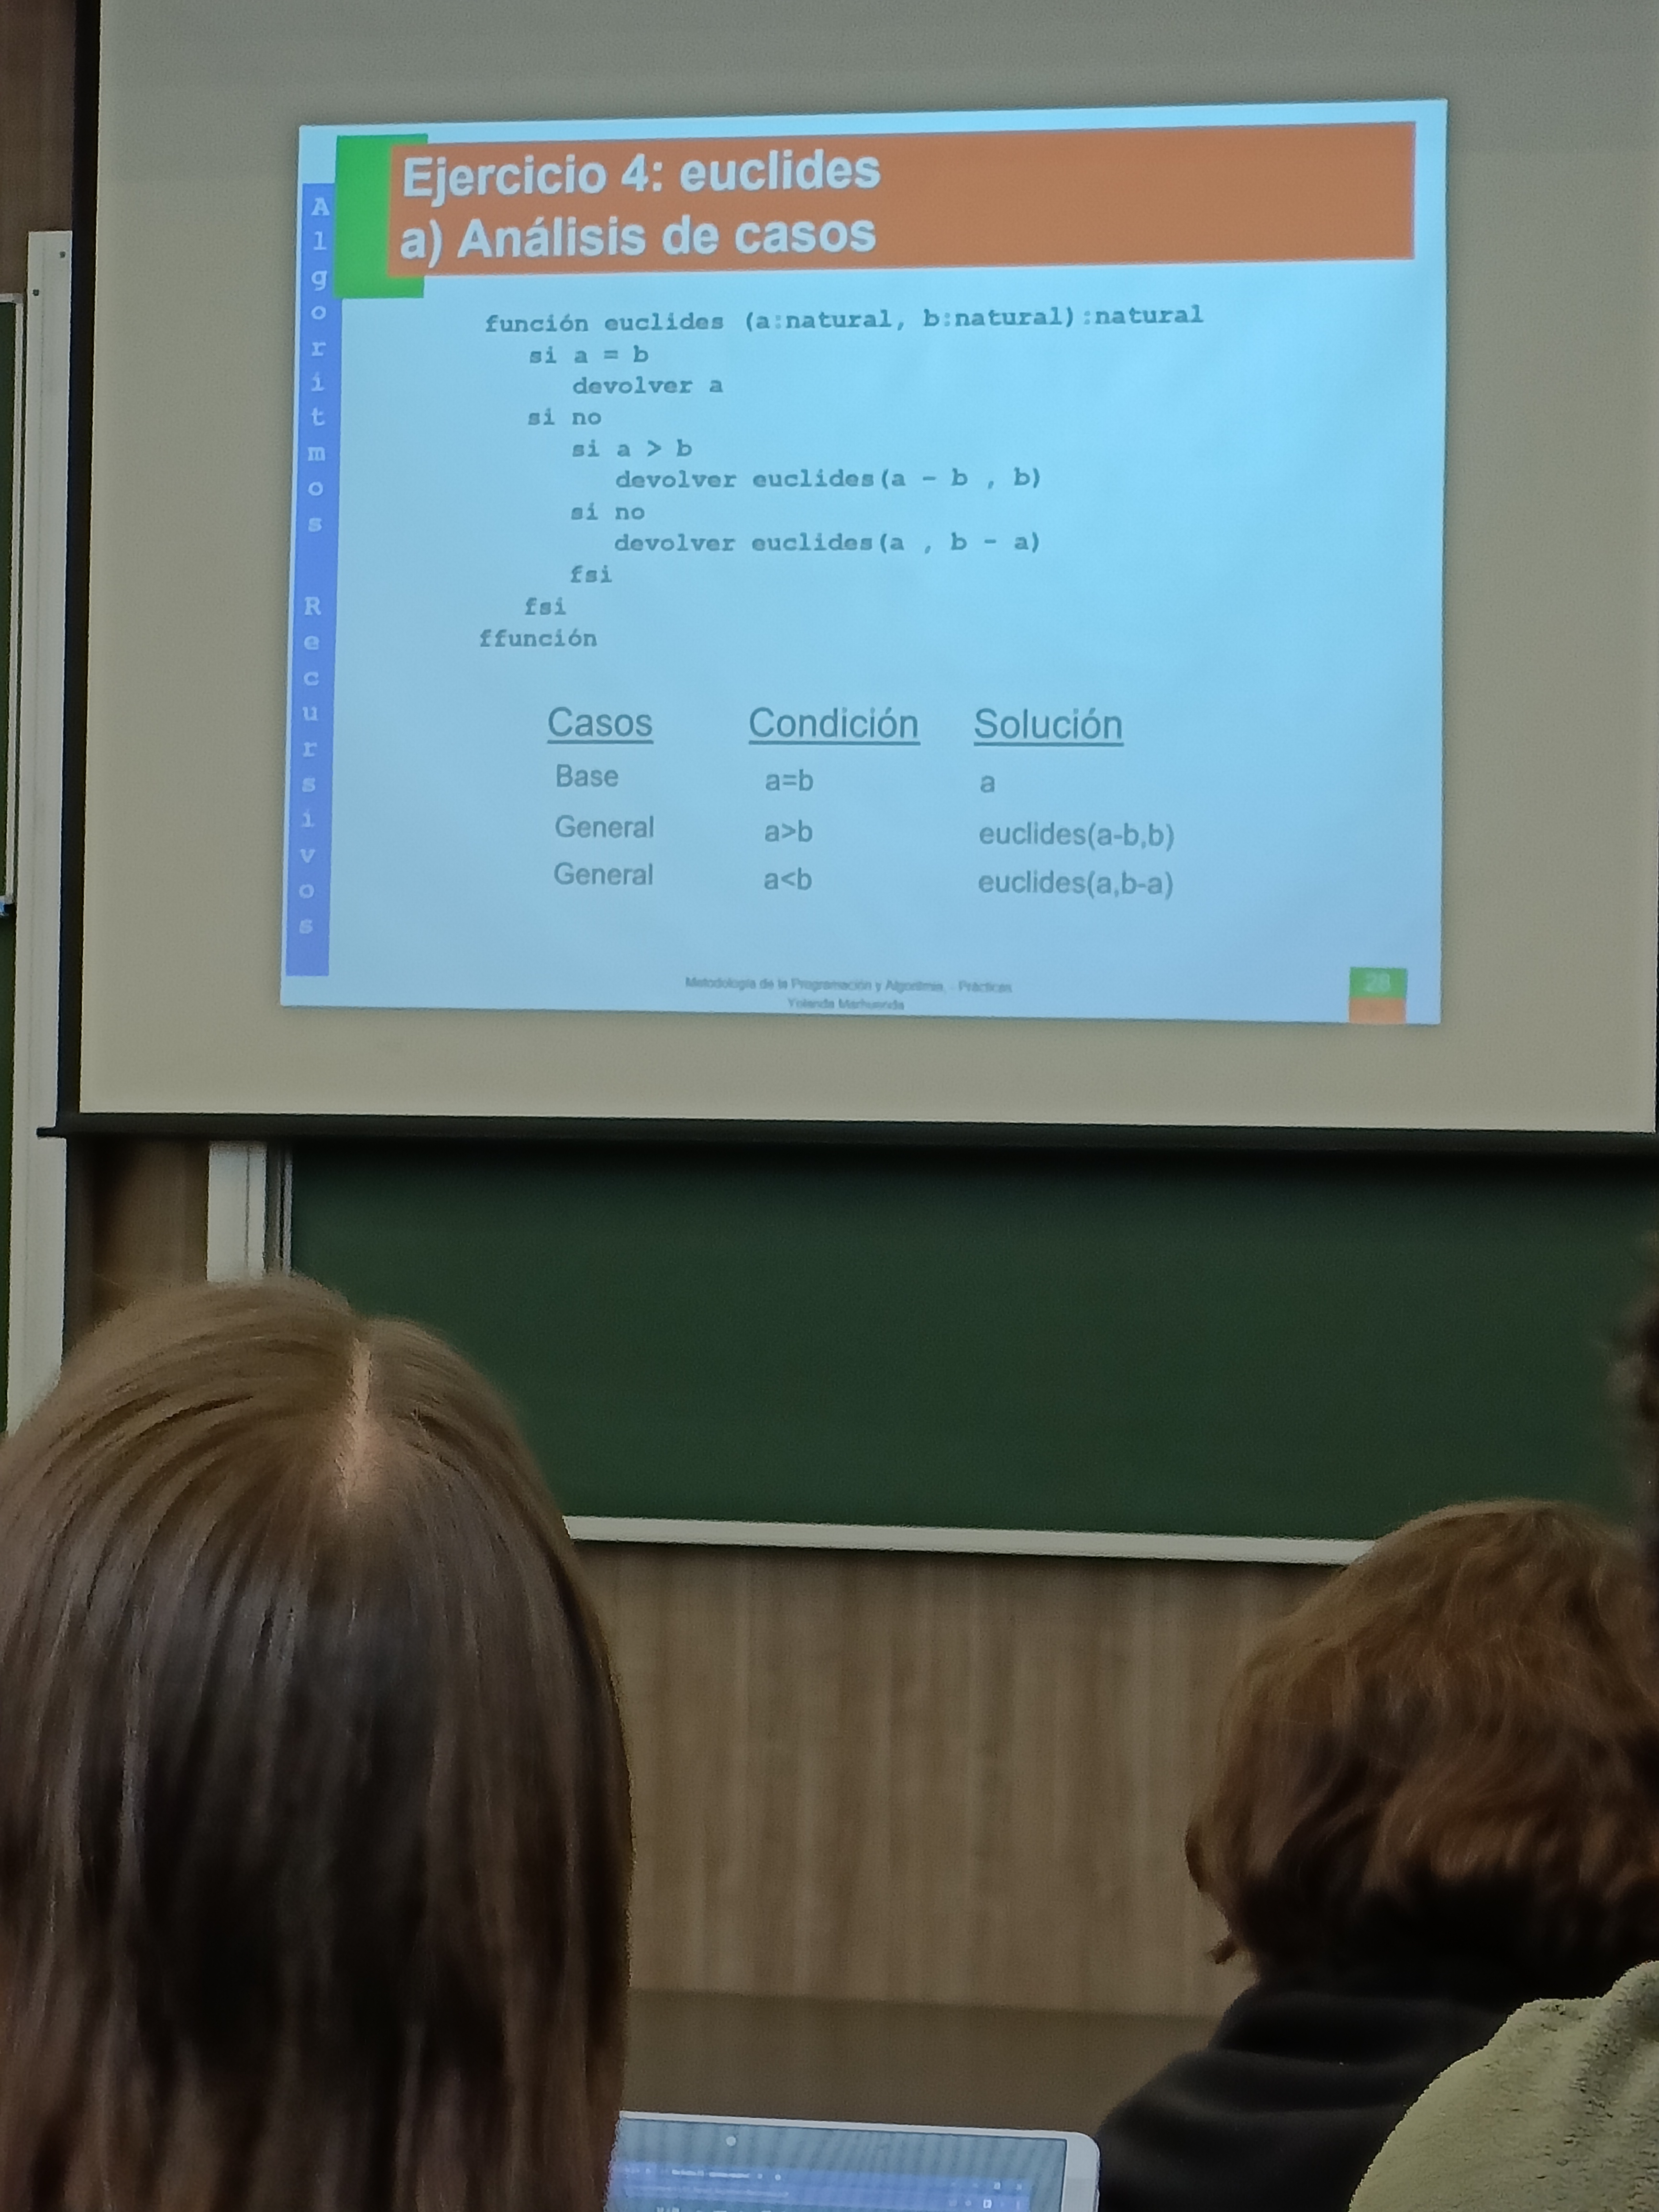 Ejercicio 4: euclides
a) Análisis de casos
Algoritmos Recursivos
función euclides (a:natural, b:natural):natural
si a = b
devolver a
si no
si a > b
devolver euclides(a - b , b)
si no
devolver euclides(a , b - a)
fsi
fsi
ffunción
Casos Condición Solución
Base a=b a
General a>b euclides(a-b,b)
General a<b euclides(a,b-a)
Metodología de la Programación y Algoritmia. Prácticas
Yolanda Marhuenda
28